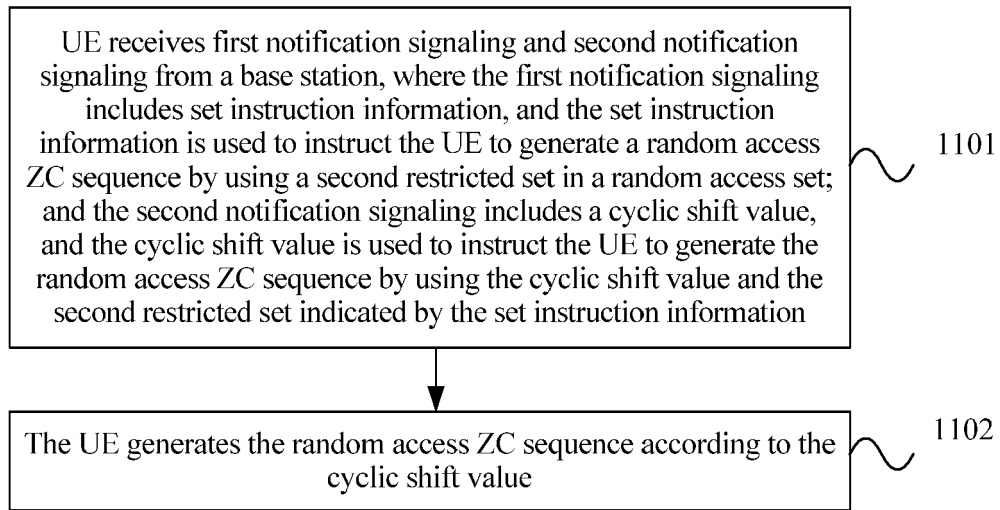 UE receives first notification signaling and second notification
signaling from a base station, where the first notification signaling
includes set instruction information, and the set instruction
information is used to instruct the UE to generate a random access
ZC sequence by using a second restricted set in a random access set;
and the second notification signaling includes a cyclic shift value,
and the cyclic shift value is used to instruct the UE to generate the
random access ZC sequence by using the cyclic shift value and the
second restricted set indicated by the set instruction information
1101
The UE generates the random access ZC sequence according to the
cyclic shift value
1102